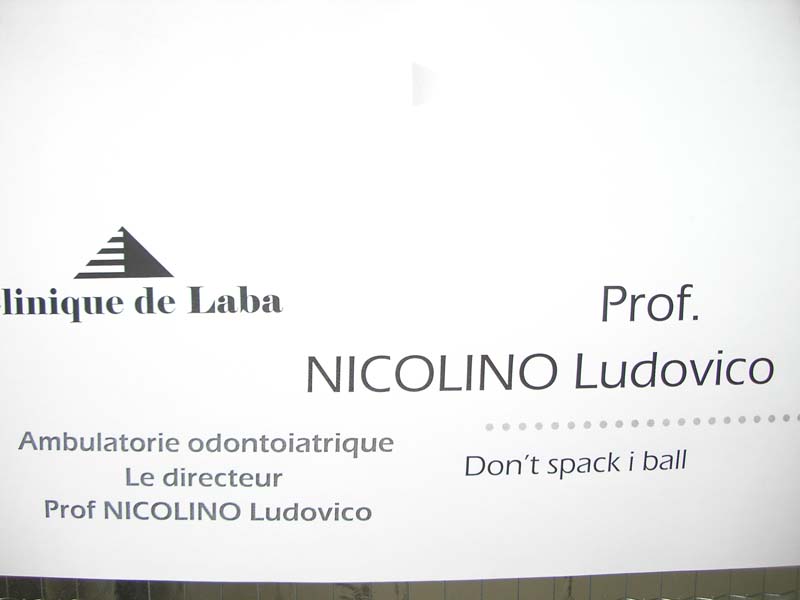 linique de Laba
Prof.
NICOLINO Ludovico
Ambulatorie odontoiatrique
Le directeur
Prof NICOLINO Ludovico
Don't spack i ball